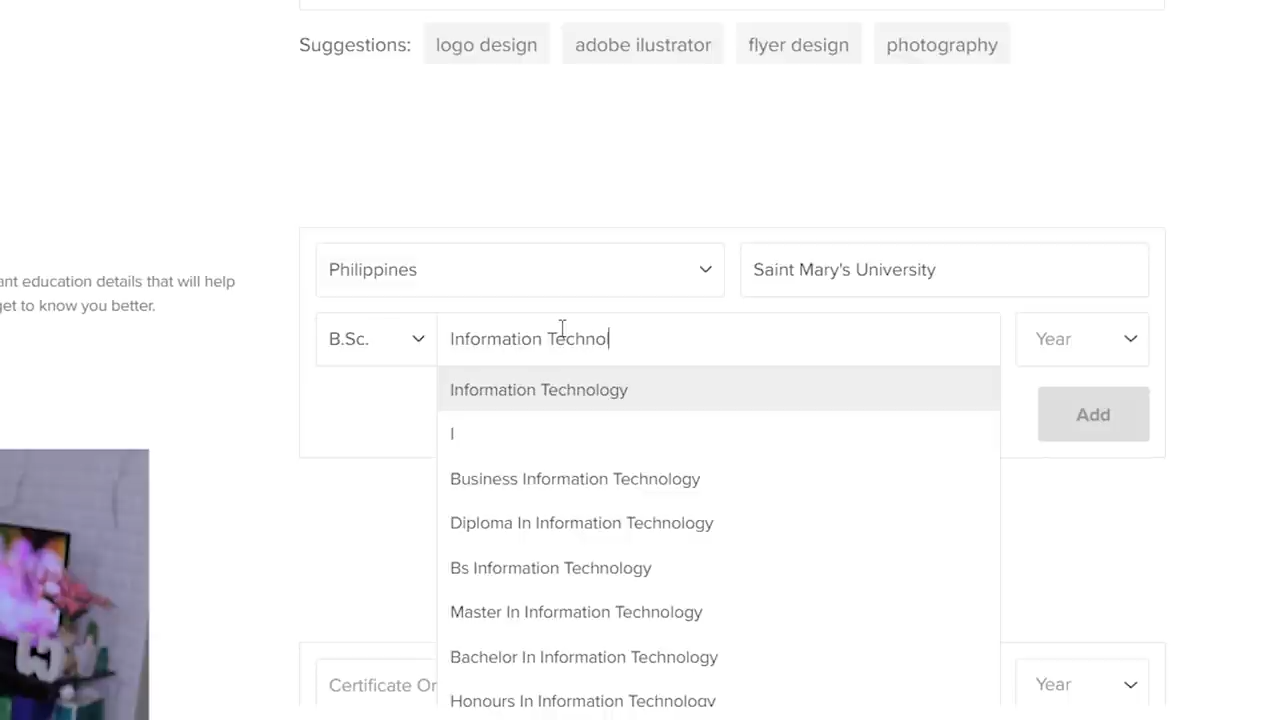 Suggestions: logo design adobe ilustrator flyer design photography
ant education details that will help
get to know you better.
Philippines Saint Mary's University
B.Sc. Information Technol Year
Information Technology
Add
I
Business Information Technology
Diploma In Information Technology
Bs Information Technology
Master In Information Technology
Bachelor In Information Technology
Certificate Or Year
Honours In Information Technology